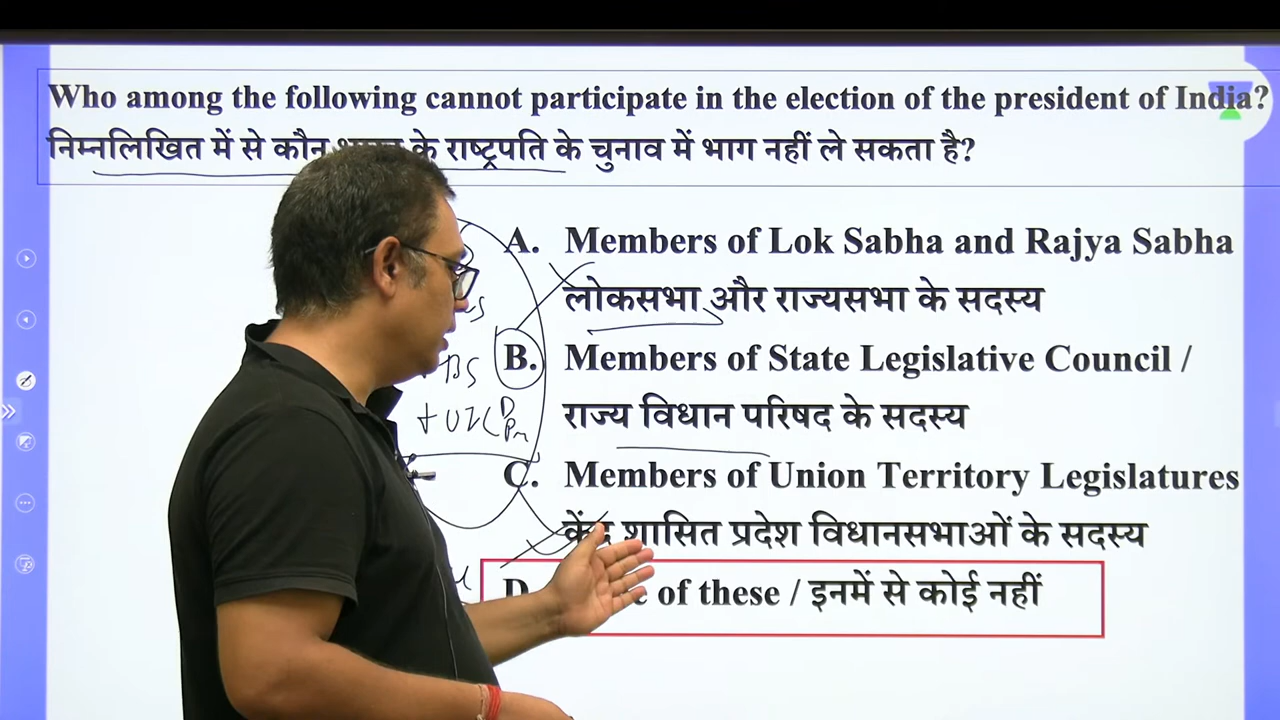 Who among the following cannot participate in the election of the president of India?
निम्नलिखित में से कौन के राष्ट्रपति के चुनाव में भाग नहीं ले सकता है?
A. Members of Lok Sabha and Rajya Sabha
लोकसभा और राज्यसभा के सदस्य
B. Members of State Legislative Council /
राज्य विधान परिषद के सदस्य
C. Members of Union Territory Legislatures
केंद्र शासित प्रदेश विधानसभाओं के सदस्य
D. of these / इनमें से कोई नहीं